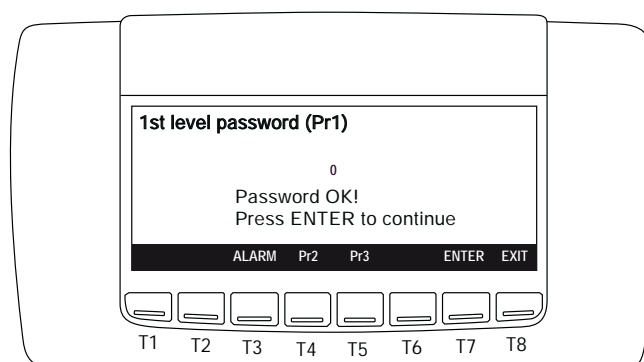 1st level password (Pr1)
0
Password OK!
Press ENTER to continue
ALARM Pr2 Pr3 ENTER EXIT
T1 T2 T3 T4 T5 T6 T7 T8